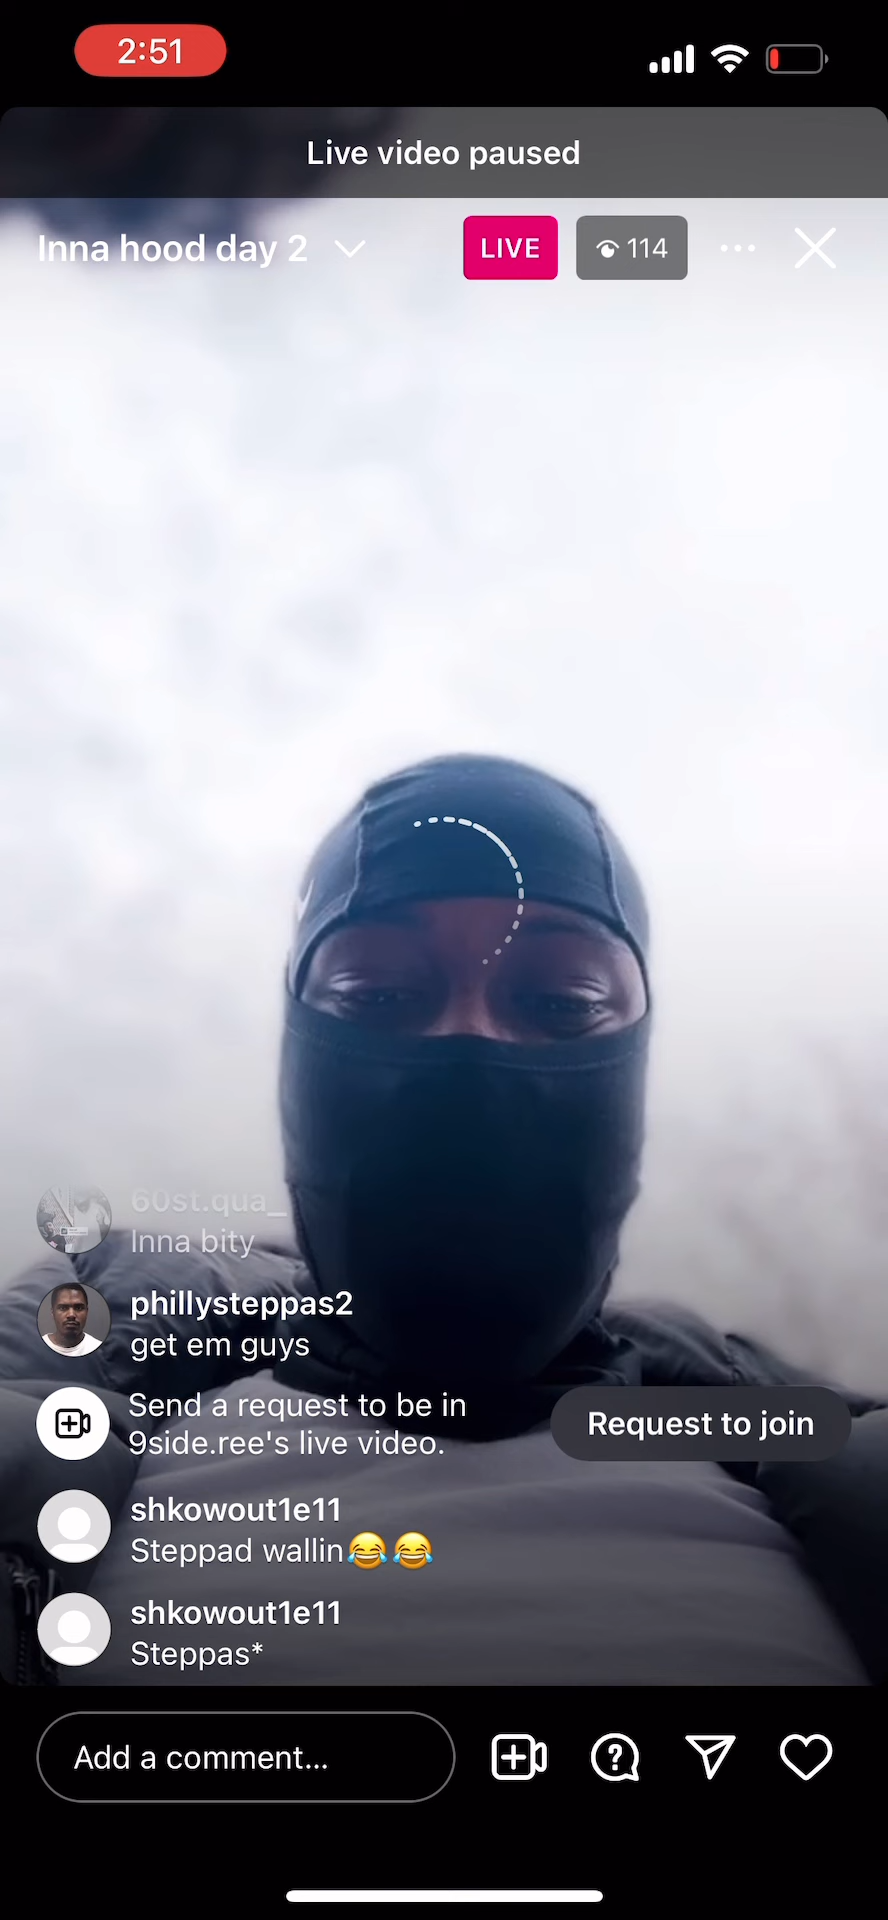 2:51
Live video paused
Inna hood day 2
LIVE
114
60st.qua_
Inna bity
phillysteppas2
get em guys
Send a request to be in
9side.ree's live video.
Request to join
shkowout1e11
Steppad wallin😂😂
shkowout1e11
Steppas*
Add a comment...